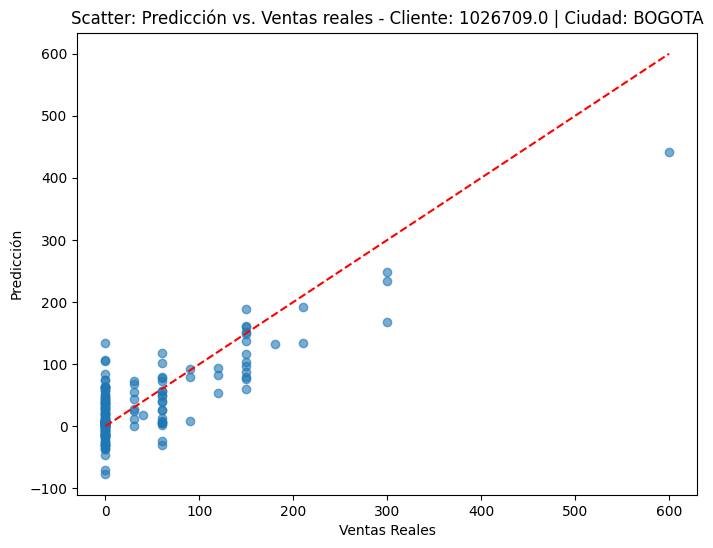 Scatter: Predicción vs. Ventas reales - Cliente: 1026709.0 | Ciudad: BOGOTA
600
500
400
300
200
100
0
−100
Predicción
0 100 200 300 400 500 600
Ventas Reales